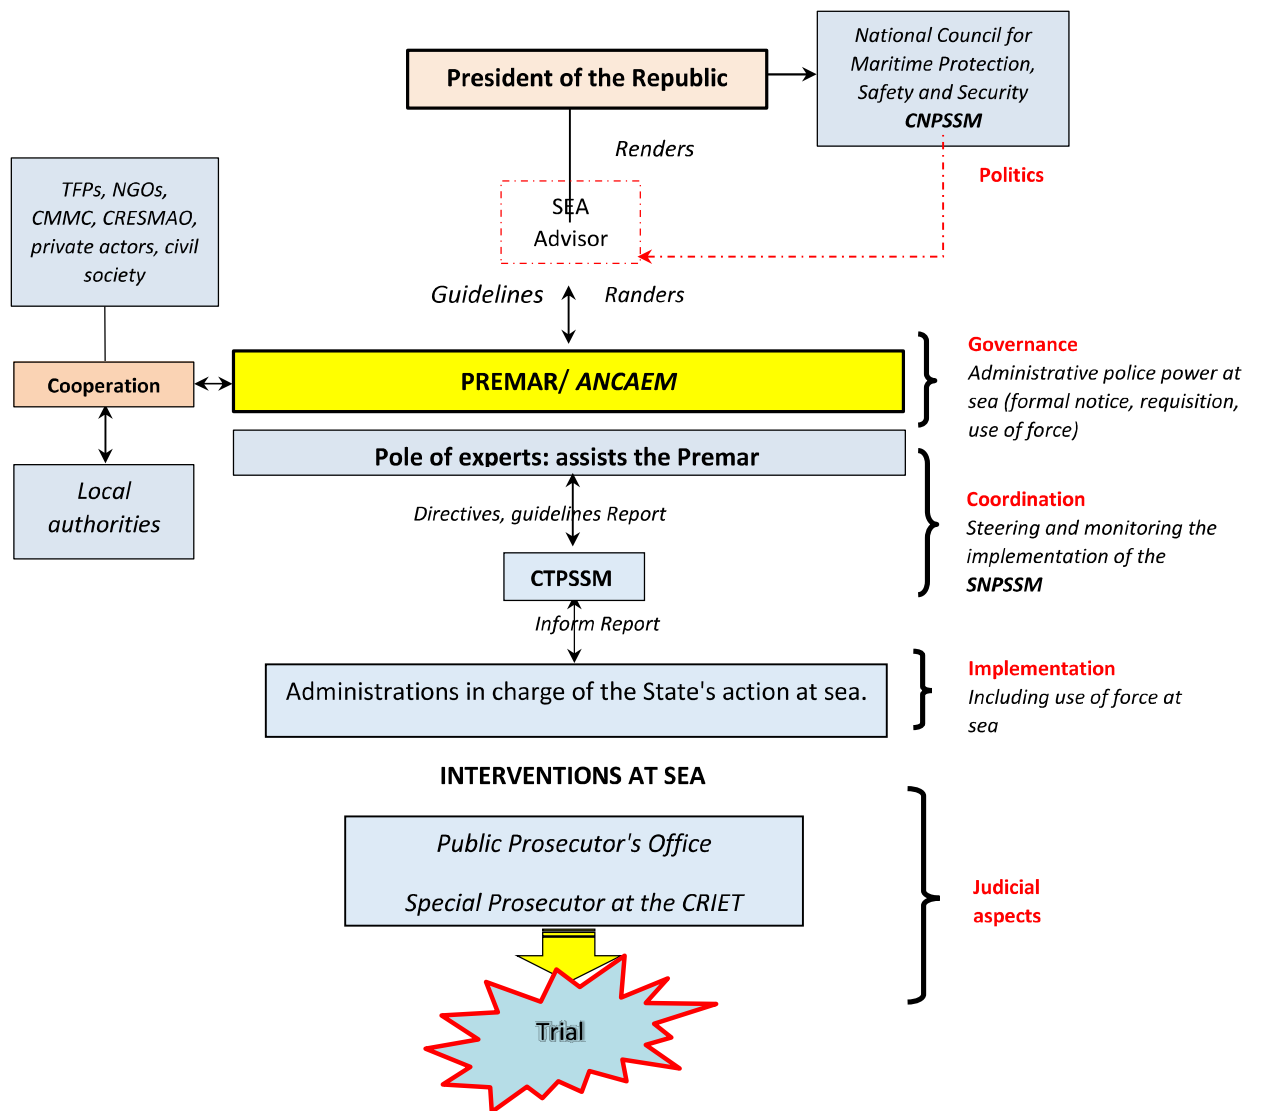 President of the Republic
National Council for
Maritime Protection,
Safety and Security
CNPSSM
Renders
Politics
TFPs, NGOs,
CMMC, CRESMAO,
private actors, civil
society
SEA
Advisor
Guidelines
Randers
Cooperation
PREMAR/ ANCAEM
Governance
Administrative police power at
sea (formal notice, requisition,
use of force)
Pole of experts: assists the Premar
Local
authorities
Directives, guidelines Report
Coordination
Steering and monitoring the
implementation of the
SNPSSM
CTPSSM
Inform Report
Administrations in charge of the State's action at sea.
Implementation
Including use of force at
sea
INTERVENTIONS AT SEA
Public Prosecutor's Office
Special Prosecutor at the CRIET
Judicial
aspects
Trial